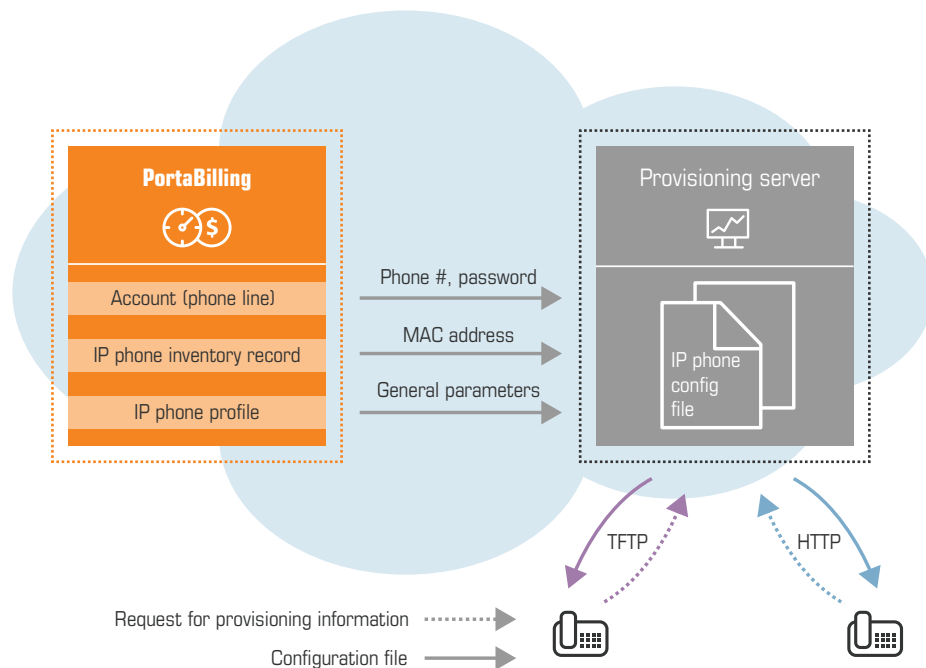 PortaBilling
$
Account (phone line)
IP phone inventory record
IP phone profile
Phone #, password
MAC address
General parameters
Provisioning server
IP phone
config
file
TFTP
HTTP
Request for provisioning information
Configuration file